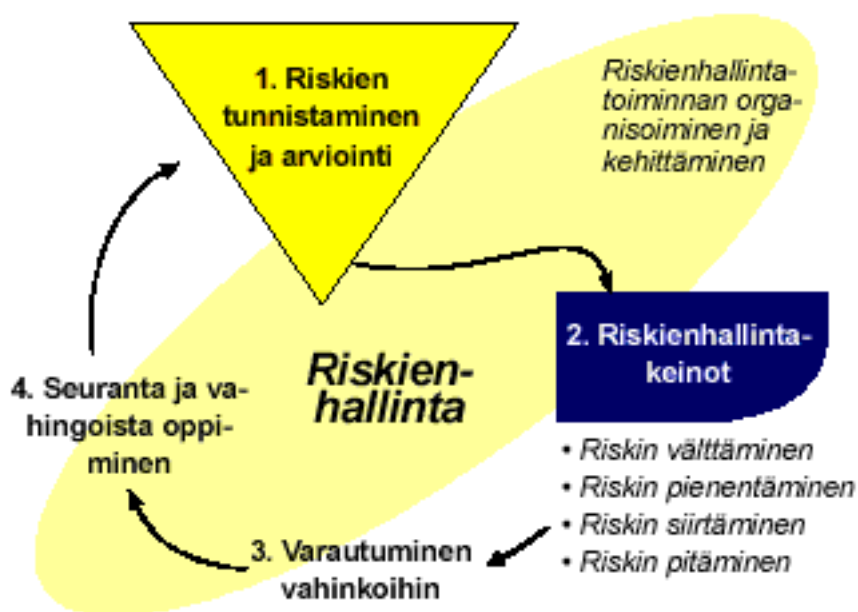 1. Riskien
tunnistaminen
ja arviointi
Riskienhallinta-
toiminnan orga-
nisoiminen ja
kehittäminen
2. Riskienhallinta-
keinot
• Riskin välttäminen
• Riskin pienentäminen
• Riskin siirtäminen
• Riskin pitäminen
3. Varautuminen
vahinkoihin
4. Seuranta ja va-
hingoista oppi-
minen
Riskien-
hallinta